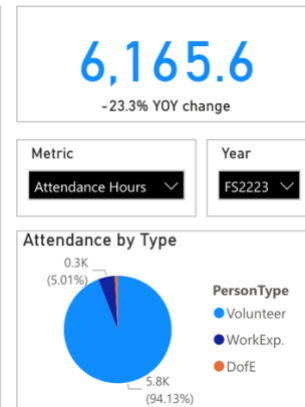 6,165.6
-23.3% YOY change
Metric
Attendance Hours
Year
FS2223
Attendance by Type
0.3K
(5.01%)
5.8K
(94.13%)
PersonType
Volunteer
WorkExp.
DofE